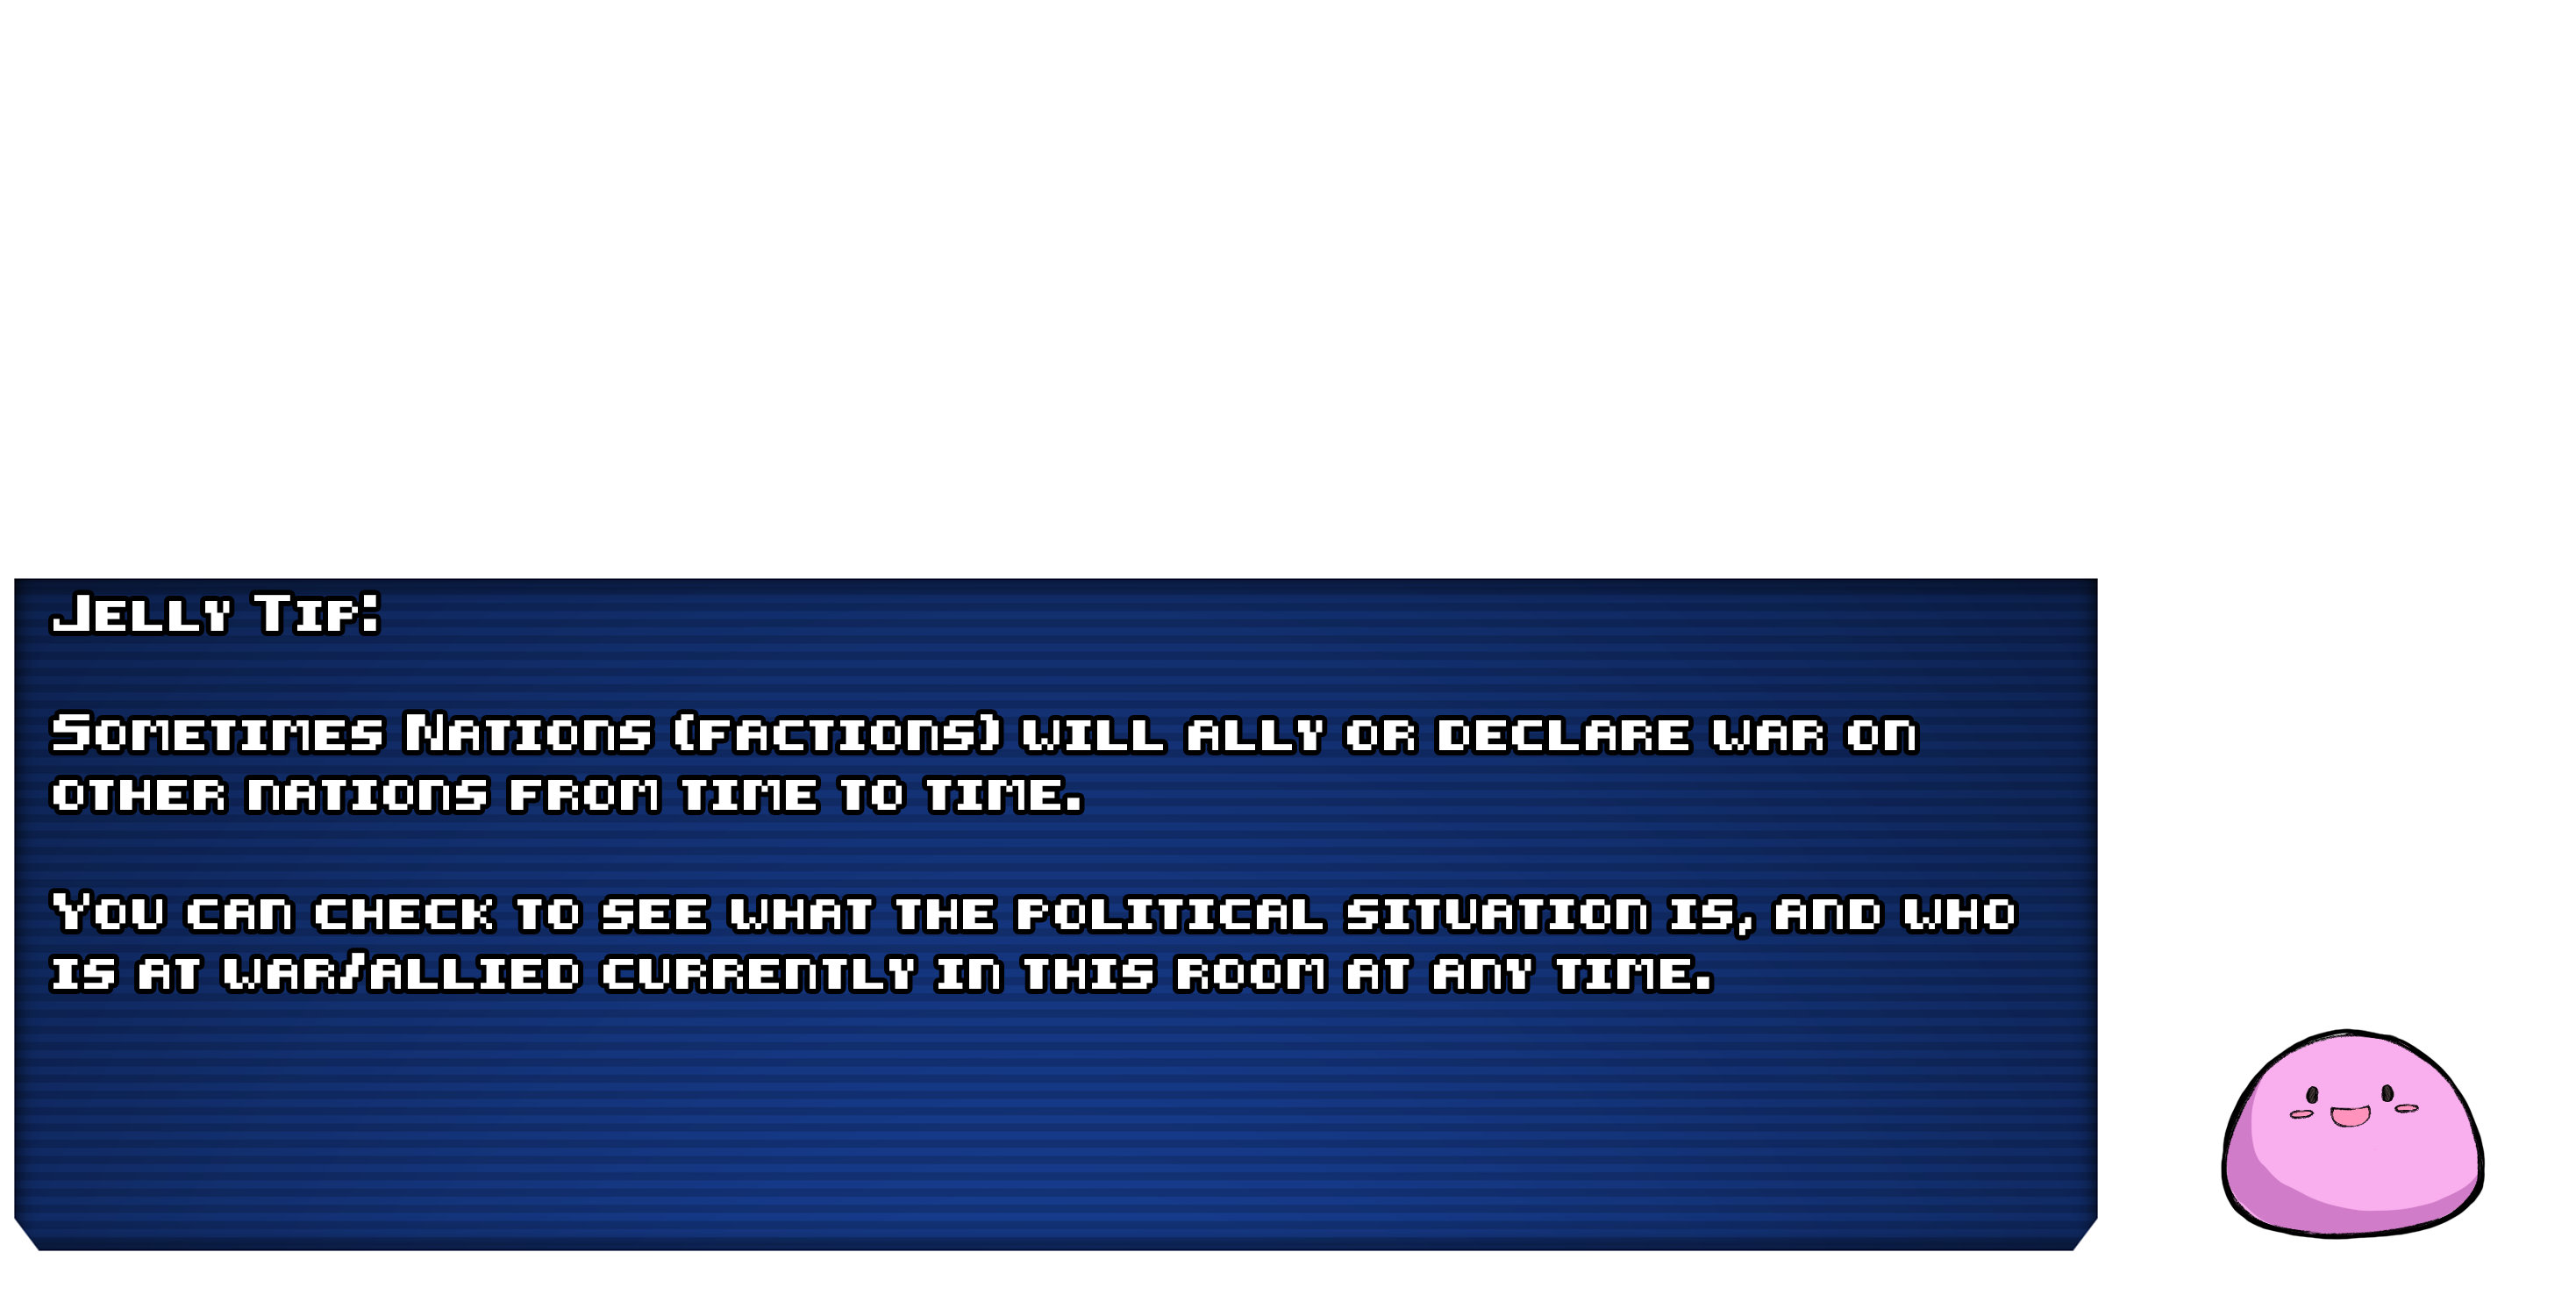 Jelly Tip:
Sometimes Nations (factions) will ally or declare war on
other nations from time to time.
You can check to see what the political situation is, and who
is at war/allied currently in this room at any time.